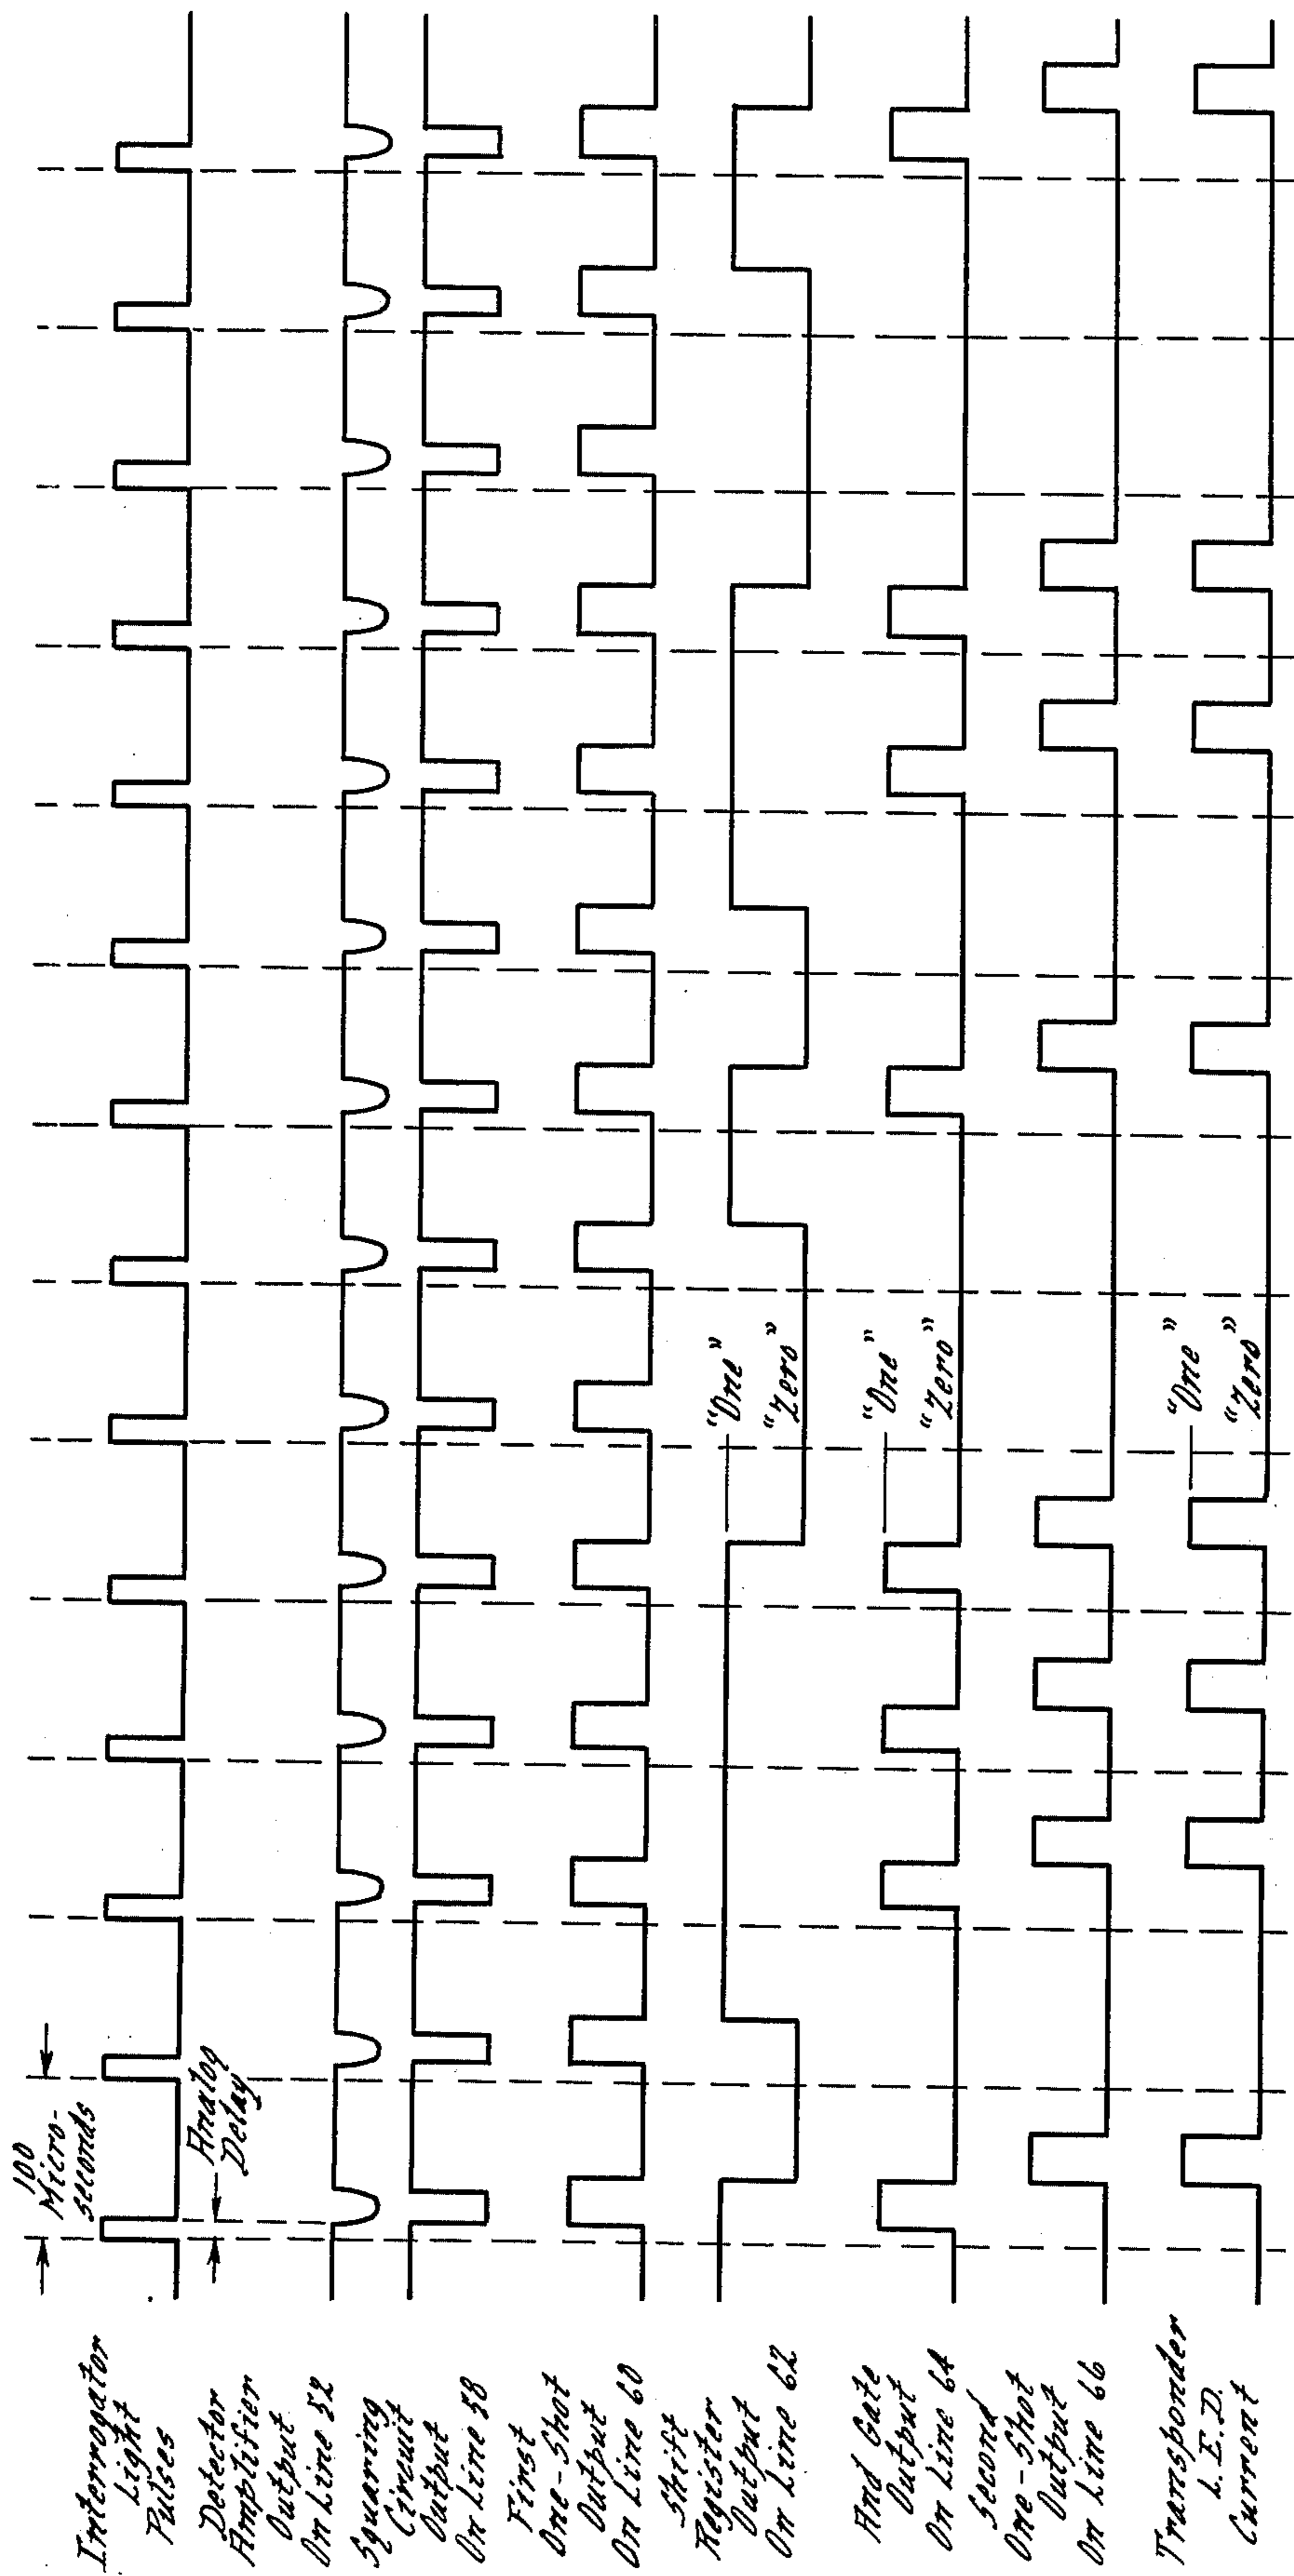 Interrogator
Light
Pulses
Detector
Amplifier
Output
On Line 52
Squaring
Circuit
Output
On Line 58
First
One-Shot
Output
On Line 60
Shift
Register
Output
On Line 62
And Gate
Output
On Line 64
Second
One-Shot
Output
On Line 66
Transponder
L.E.D.
Current
100
Micro-
seconds
Analog
Delay
"One"
"Zero"
"One"
"Zero"
"One"
"Zero"